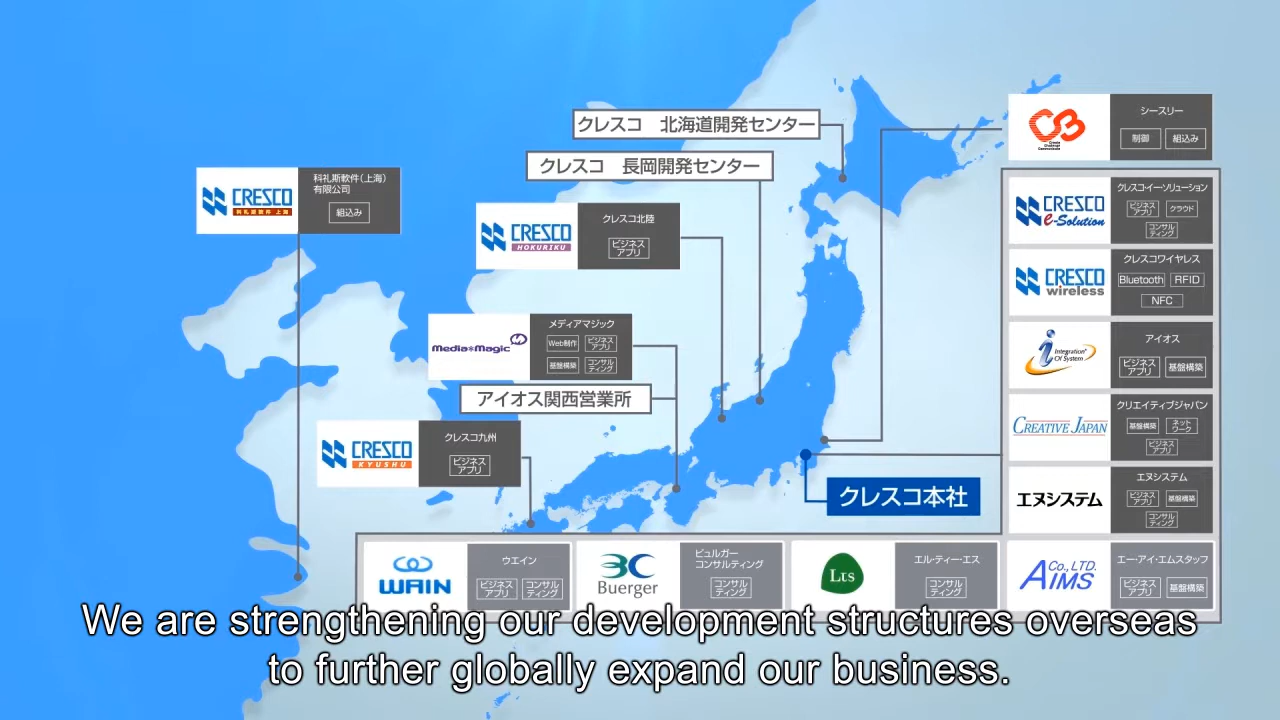 クレスコ 北海道開発センター
クレスコ 長岡開発センター
CRESCO
科礼斯軟件 上海
科礼斯軟件(上海)
有限公司
組込み
CRESCO
HOKURIKU
クレスコ北陸
ビジネス
アプリ
Media*Magic
メディアマジック
Web制作
ビジネス
アプリ
基盤構築
コンサル
ティング
アイオス関西営業所
CRESCO
KYUSHU
クレスコ九州
ビジネス
アプリ
クレスコ本社
C3
Create
Challenge
Communicate
シースリー
制御
組込み
CRESCO
e-Solution
クレスコ・イー・ソリューション
ビジネス
アプリ
クラウド
コンサル
ティング
CRESCO
wireless
クレスコワイヤレス
Bluetooth
RFID
NFC
i Integration
Of System
アイオス
ビジネス
アプリ
基盤構築
CREATIVE JAPAN
クリエイティブジャパン
基盤構築
ネット
ワーク
ビジネス
アプリ
エヌシステム
エヌシステム
ビジネス
アプリ
基盤構築
コンサル
ティング
WAIN
ウエイン
ビジネス
アプリ
コンサル
ティング
BC
Buerger
ビュルガー
コンサルティング
コンサル
ティング
LTS
エル・ティー・エス
コンサル
ティング
AIMS
CO., LTD.
エー・アイ・エムスタッフ
ビジネス
アプリ
基盤構築
We are strengthening our development structures overseas
to further globally expand our business.